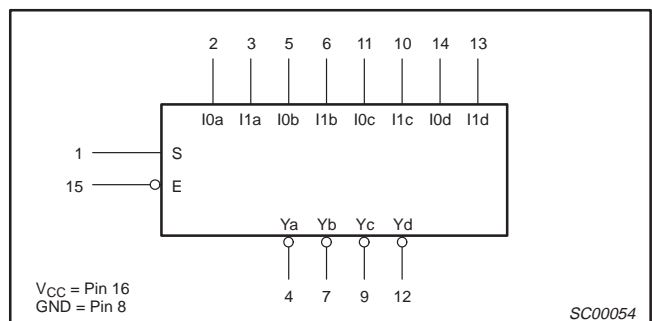 2 3 5 6 11 10 14 13
I0a I1a I0b I1b I0c I1c I0d I1d
1 S
15 E
Ya Yb Yc Yd
4 7 9 12
VCC = Pin 16
GND = Pin 8
SC00054